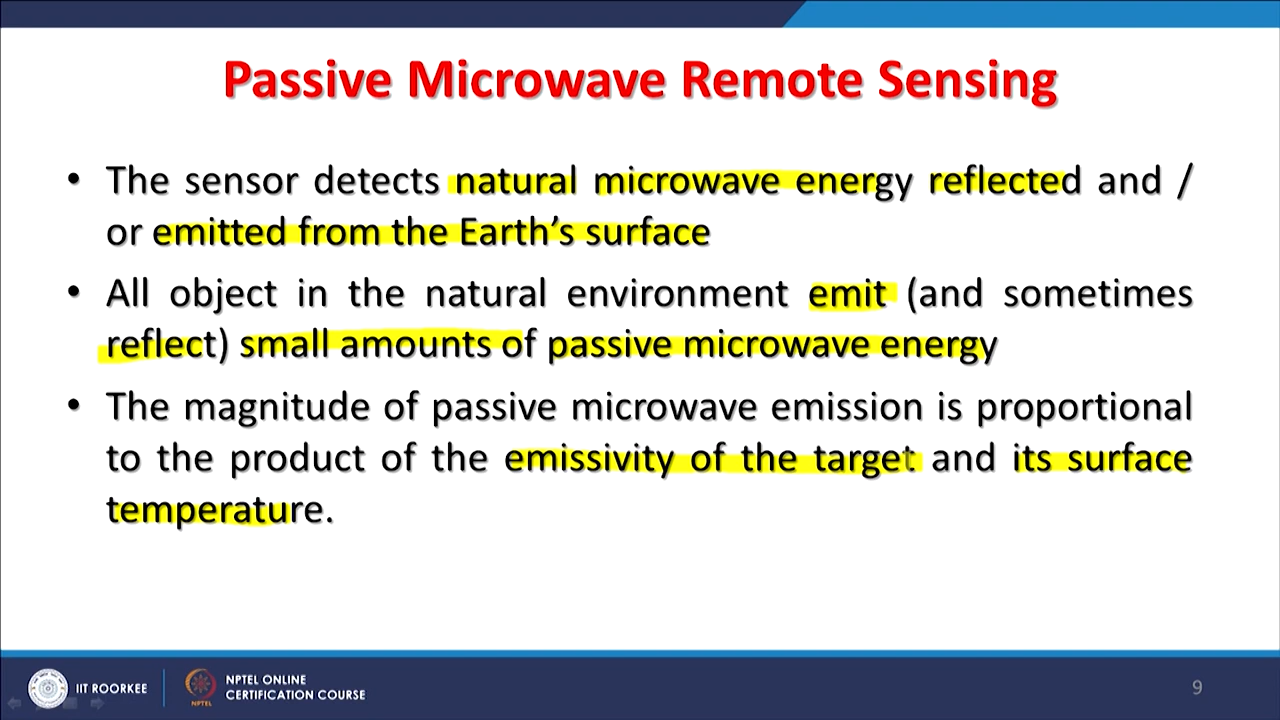 Passive Microwave Remote Sensing
• The sensor detects natural microwave energy reflected and /
or emitted from the Earth’s surface
• All object in the natural environment emit (and sometimes
reflect) small amounts of passive microwave energy
• The magnitude of passive microwave emission is proportional
to the product of the emissivity of the target and its surface
temperature.
IIT ROORKEE
NPTEL
NPTEL ONLINE
CERTIFICATION COURSE
9